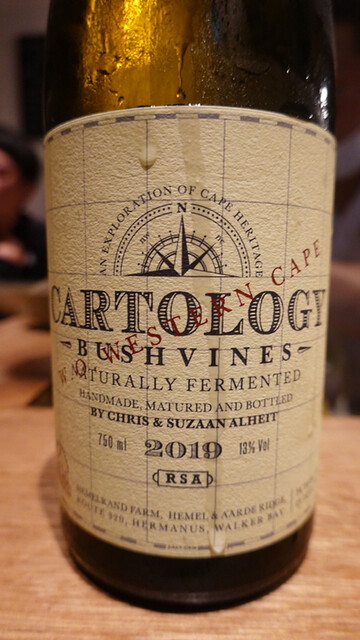 AN EXPLORATION OF CAPE HERITAGE
N
CARTOLOGY
WO WESTERN CAPE
BUSHVINES
NATURALLY FERMENTED
HANDMADE, MATURED AND BOTTLED
BY CHRIS & SUZAAN ALHEIT
750 ml 2019 13% Vol
RSA
HEMELRAND FARM, HEMEL & AARDE RIDGE,
ROUTE 320, HERMANUS, WALKER BAY